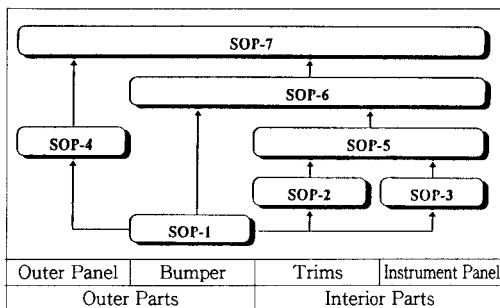 SOP-7
SOP-6
SOP-4
SOP-5
SOP-2
SOP-3
SOP-1
Outer Panel
Bumper
Trims
Instrument Panel
Outer Parts
Interior Parts